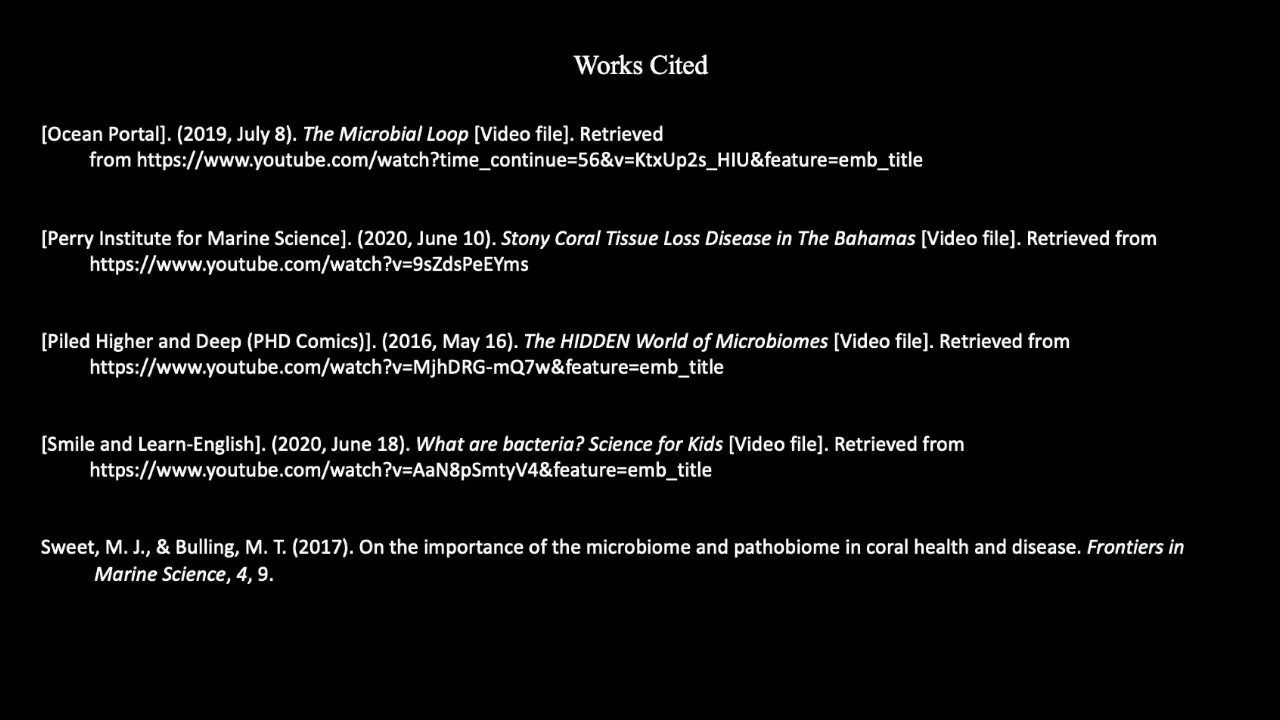 Works Cited
[Ocean Portal]. (2019, July 8). The Microbial Loop [Video file]. Retrieved
from https://www.youtube.com/watch?time_continue=56&v=KtxUp2s_HIU&feature=emb_title
[Perry Institute for Marine Science]. (2020, June 10). Stony Coral Tissue Loss Disease in The Bahamas [Video file]. Retrieved from
https://www.youtube.com/watch?v=9sZdsPeEYms
[Piled Higher and Deep (PHD Comics)]. (2016, May 16). The HIDDEN World of Microbiomes [Video file]. Retrieved from
https://www.youtube.com/watch?v=MjhDRG-mQ7w&feature=emb_title
[Smile and Learn-English]. (2020, June 18). What are bacteria? Science for Kids [Video file]. Retrieved from
https://www.youtube.com/watch?v=AaN8pSmtyV4&feature=emb_title
Sweet, M. J., & Bulling, M. T. (2017). On the importance of the microbiome and pathobiome in coral health and disease. Frontiers in
Marine Science, 4, 9.